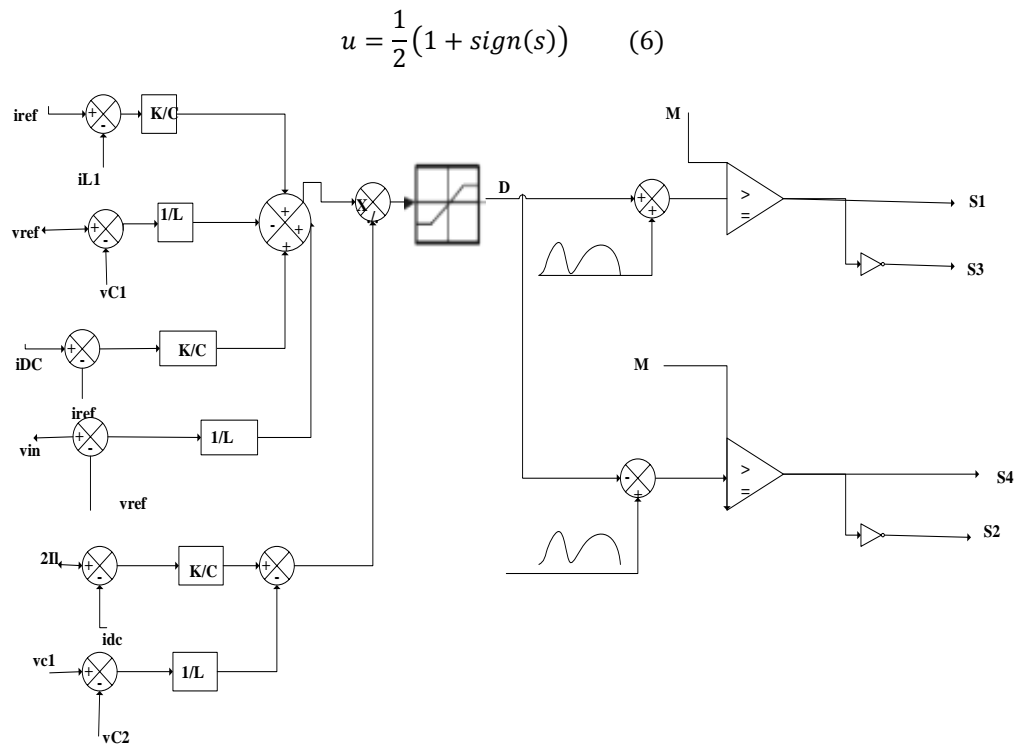 u = 1/2 (1 + sign(s)) (6)
iref
+
-
K/C
iL1
M
>
=
S1
S3
vref
+
-
1/L
vC1
+
-
+
+
X
/
D
+
+
iDC
+
-
K/C
iref
M
vin
+
-
1/L
vref
-
+
>
=
S4
S2
2Il
+
-
K/C
+
-
idc
vc1
+
-
1/L
vC2